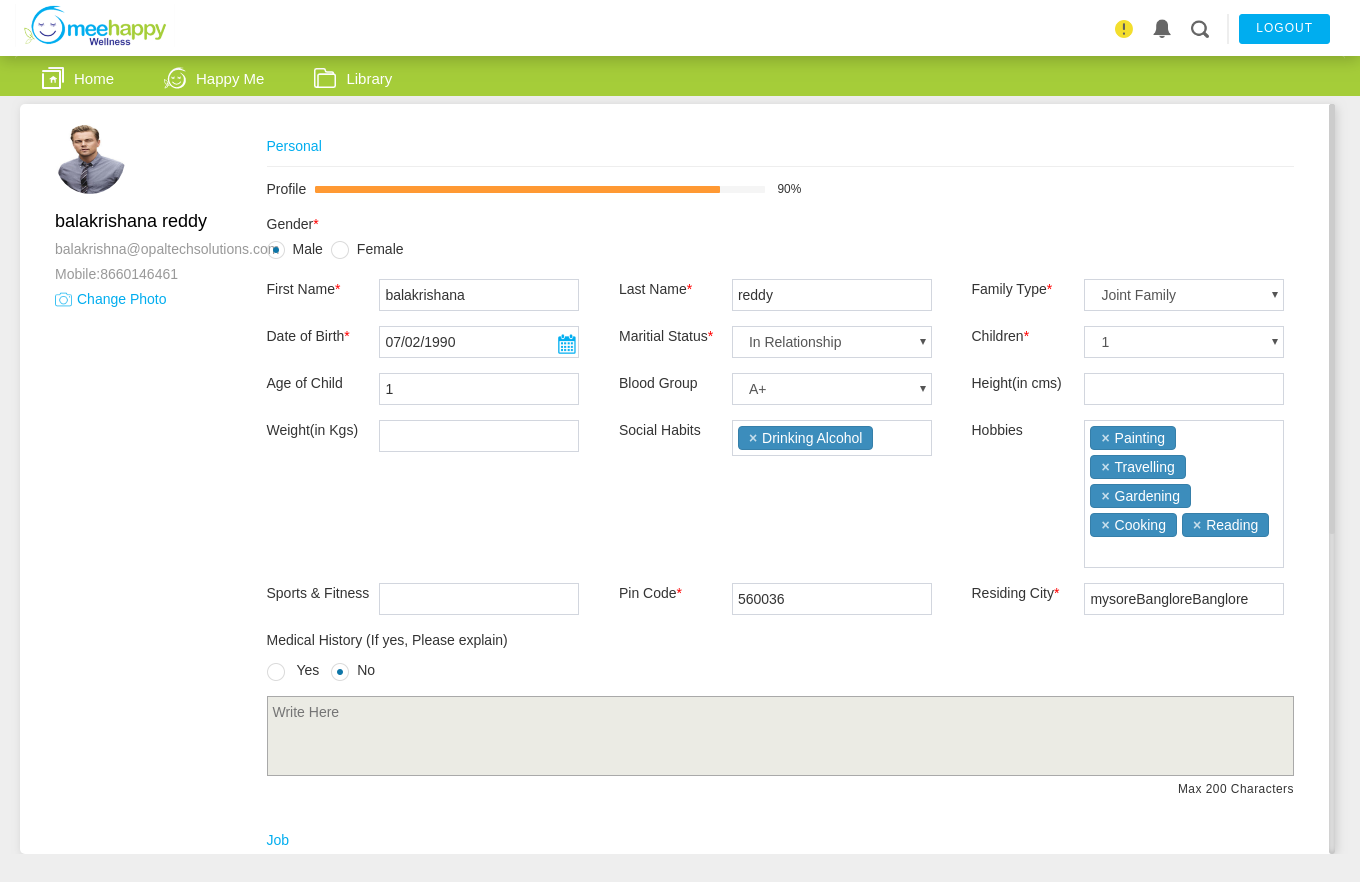 meehappy
Wellness
LOGOUT
Home Happy Me Library
Personal
Profile 90%
balakrishana reddy
balakrishna@opaltechsolutions.com
Mobile:8660146461
Change Photo
Gender*
Male Female
First Name* balakrishana Last Name* reddy Family Type* Joint Family
Date of Birth* 07/02/1990 Maritial Status* In Relationship Children* 1
Age of Child 1 Blood Group A+ Height(in cms)
Weight(in Kgs) Social Habits × Drinking Alcohol Hobbies × Painting
× Travelling
× Gardening
× Cooking × Reading
Sports & Fitness Pin Code* 560036 Residing City* mysoreBangloreBanglore
Medical History (If yes, Please explain)
Yes No
Write Here
Max 200 Characters
Job